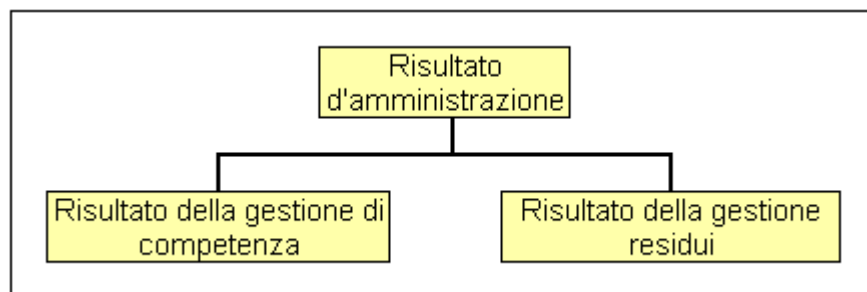 Risultato
d'amministrazione
Risultato della gestione di
competenza
Risultato della gestione
residui